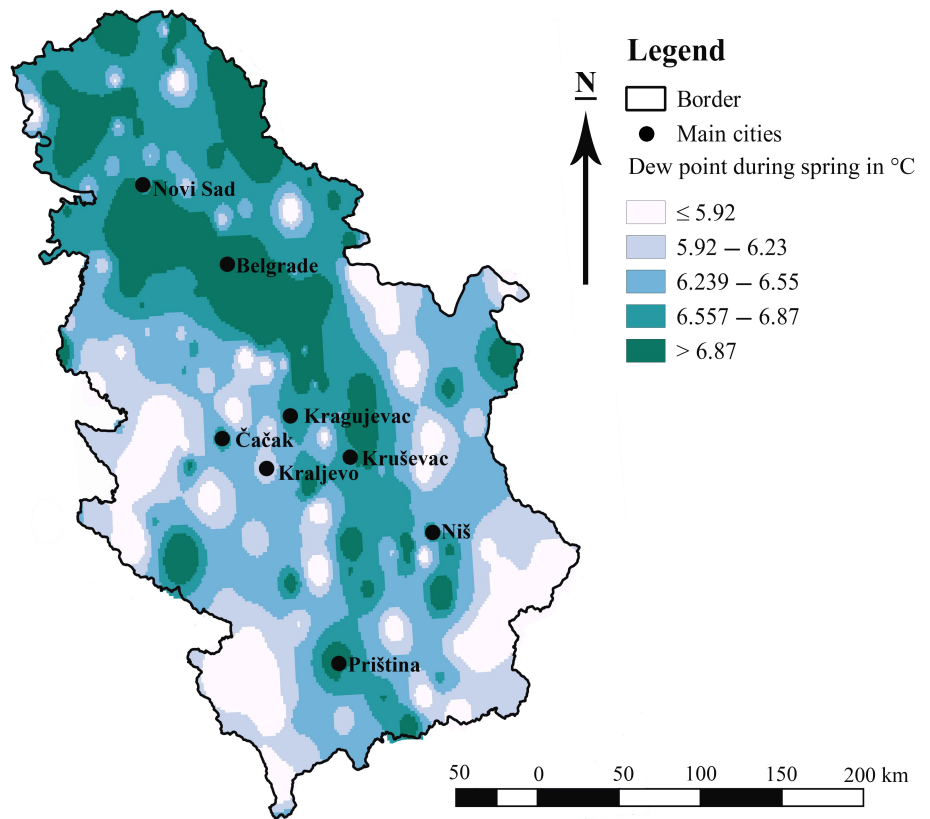 Legend
N
Border
Main cities
Dew point during spring in °C
≤ 5.92
5.92 – 6.23
6.239 – 6.55
6.557 – 6.87
> 6.87
Novi Sad
Belgrade
Kragujevac
Čačak
Kruševac
Kraljevo
Niš
Priština
50 0 50 100 150 200 km